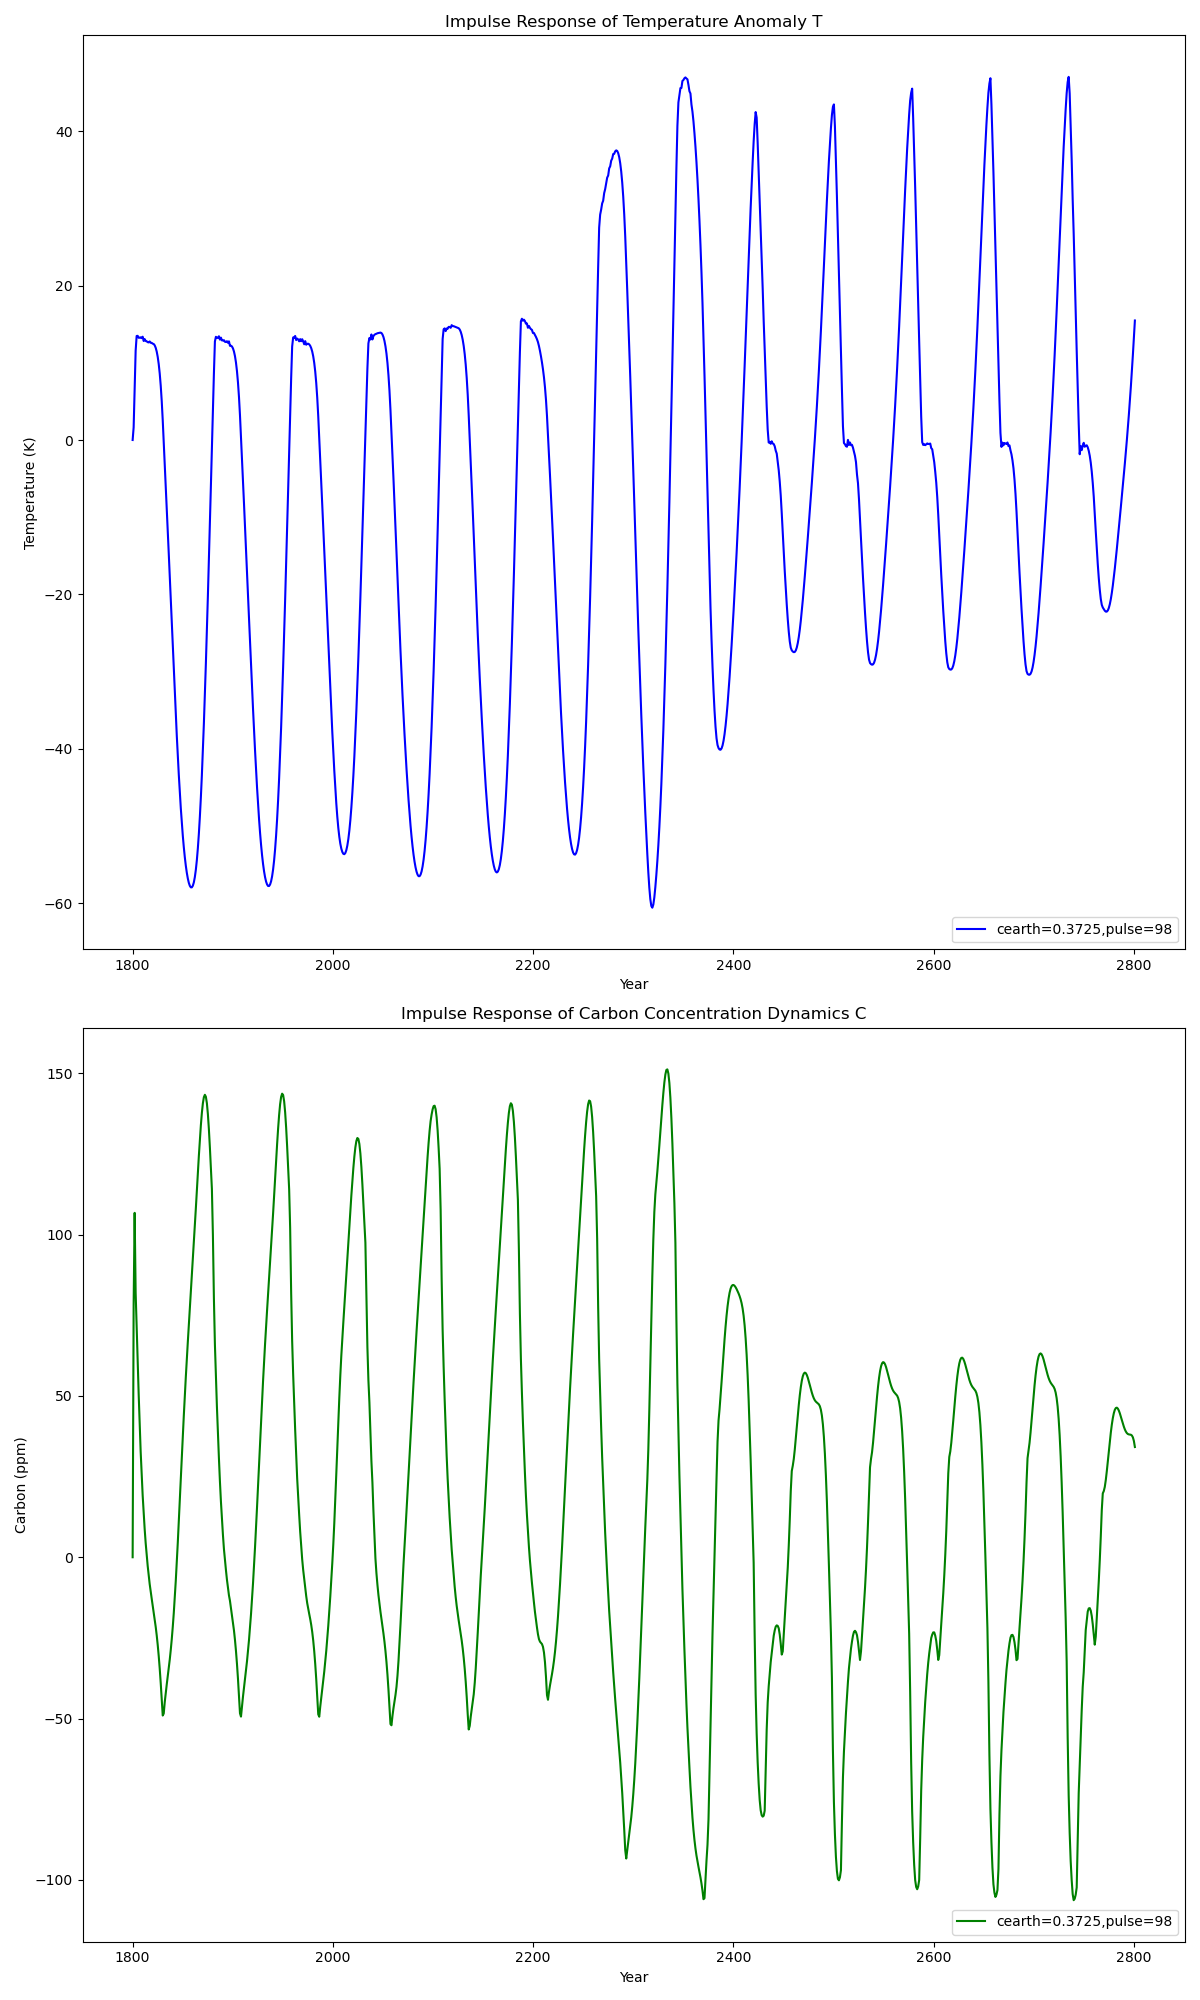 Impulse Response of Temperature Anomaly T
40
20
0
−20
−40
−60
Temperature (K)
cearth=0.3725,pulse=98
1800 2000 2200 2400 2600 2800
Year
Impulse Response of Carbon Concentration Dynamics C
150
100
50
0
−50
−100
Carbon (ppm)
cearth=0.3725,pulse=98
1800 2000 2200 2400 2600 2800
Year